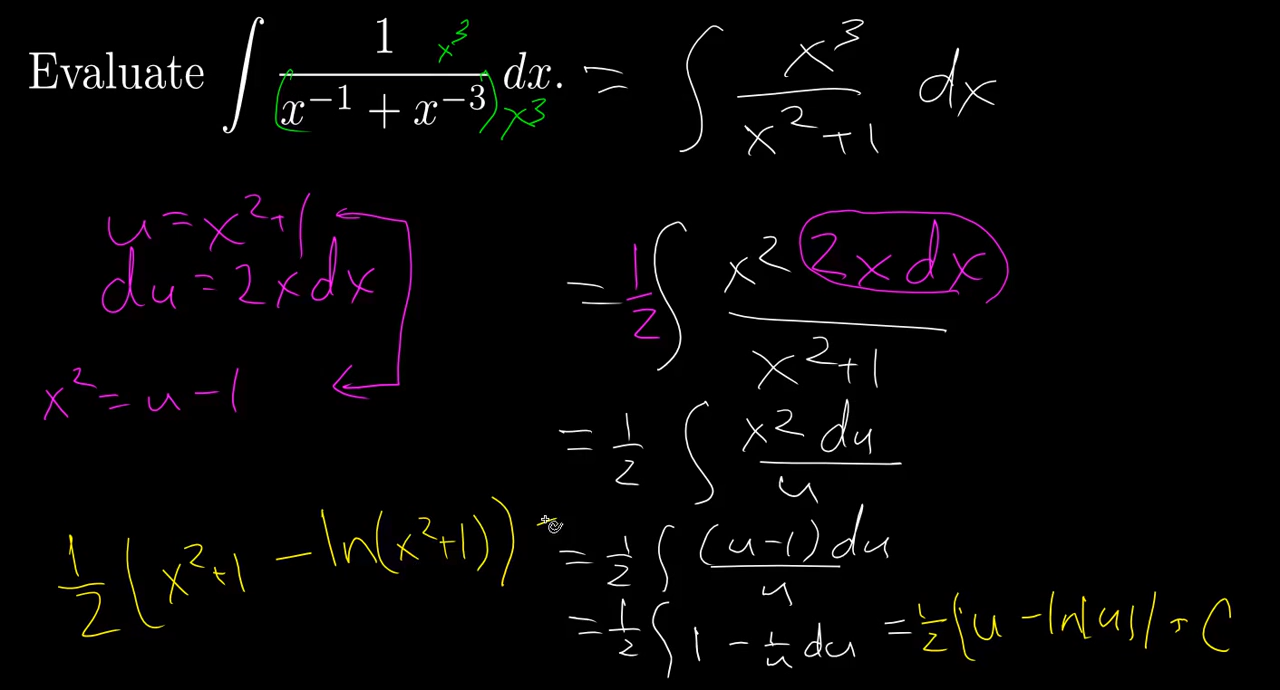 Evaluate ∫ 1/(x⁻¹ + x⁻³) dx. x³ x³ = ∫ x³/(x²+1) dx
u = x²+1
du = 2x dx
x² = u − 1
= 1/2 ∫ x² 2x dx/(x²+1)
= 1/2 ∫ x² du/u
= 1/2 ∫ (u−1) du/u
= 1/2 ∫ 1 − 1/u du = 1/2 (u − ln|u|) + C
1/2 (x²+1 − ln(x²+1))